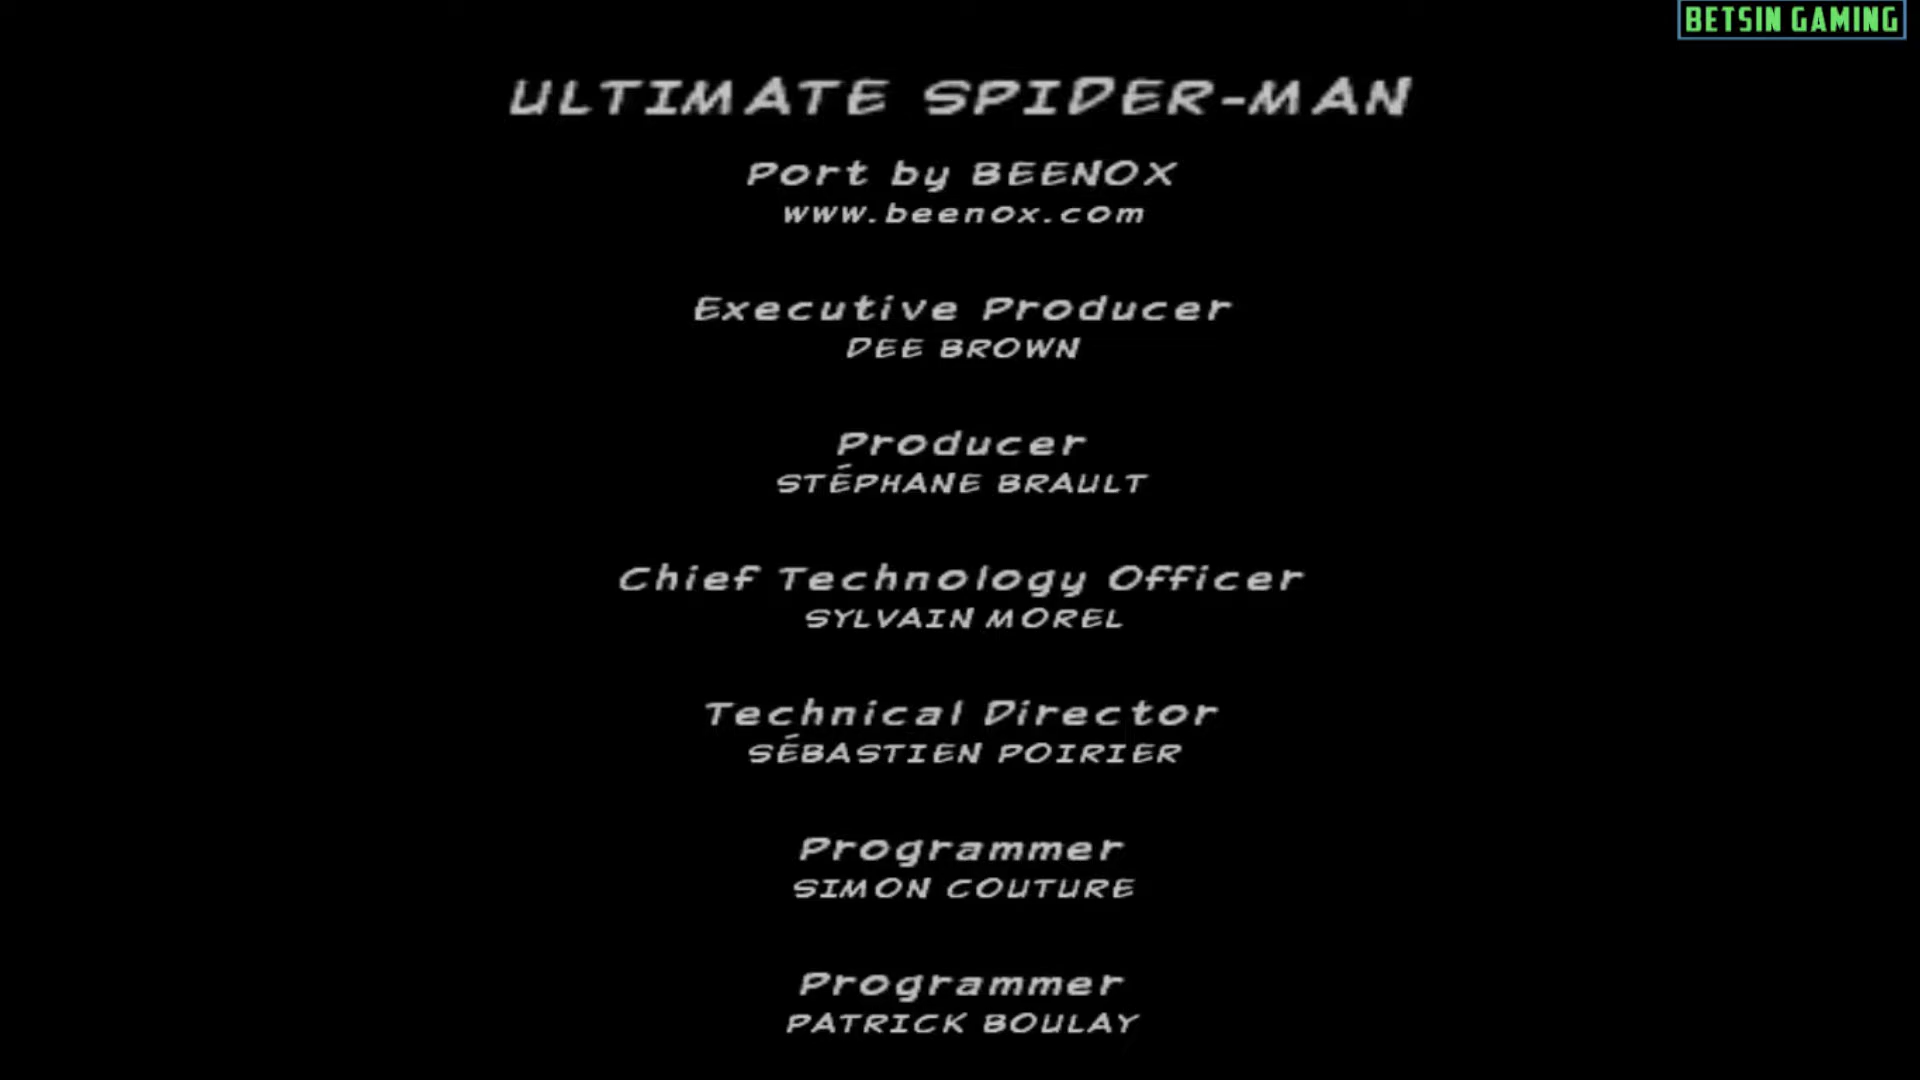 BETSIN GAMING
ULTIMATE SPIDER-MAN
Port by BEENOX
www.beenox.com
Executive Producer
DEE BROWN
Producer
STÉPHANE BRAULT
Chief Technology Officer
SYLVAIN MOREL
Technical Director
SÉBASTIEN POIRIER
Programmer
SIMON COUTURE
Programmer
PATRICK BOULAY